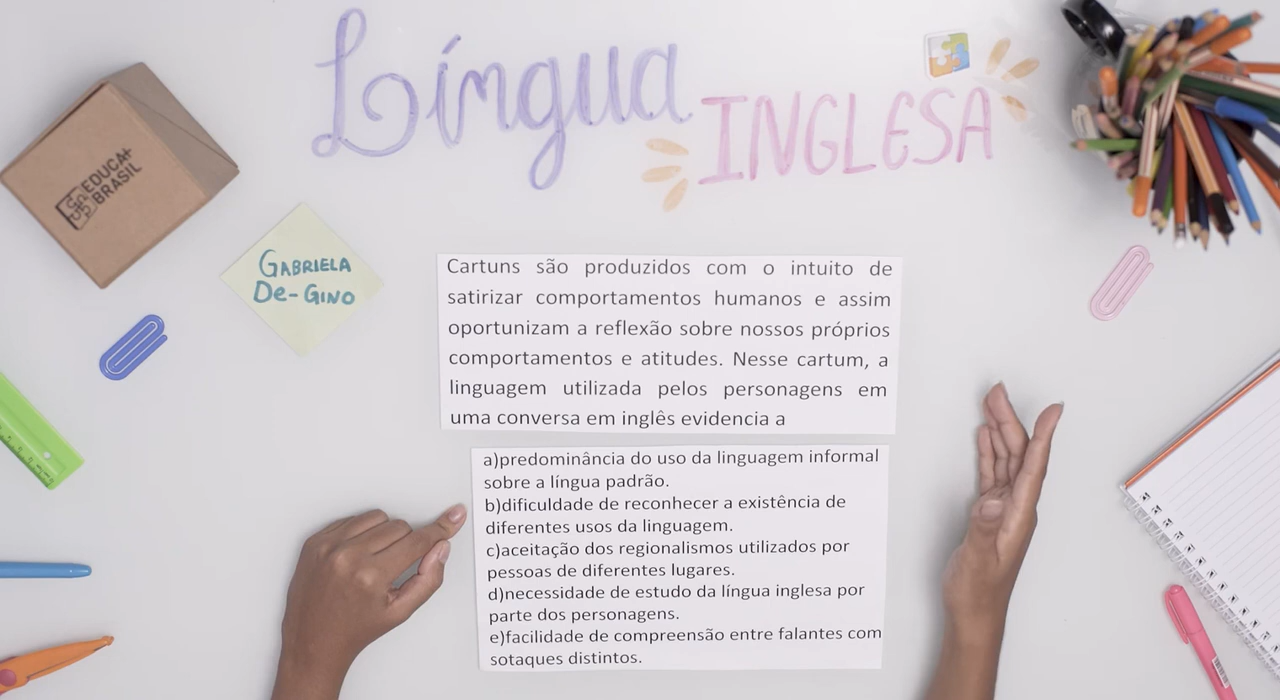 Língua
INGLESA
EDUCA+
BRASIL
GABRIELA
De-GINO
Cartuns são produzidos com o intuito de
satirizar comportamentos humanos e assim
oportunizam a reflexão sobre nossos próprios
comportamentos e atitudes. Nesse cartum, a
linguagem utilizada pelos personagens em
uma conversa em inglês evidencia a
a)predominância do uso da linguagem informal
sobre a língua padrão.
b)dificuldade de reconhecer a existência de
diferentes usos da linguagem.
c)aceitação dos regionalismos utilizados por
pessoas de diferentes lugares.
d)necessidade de estudo da língua inglesa por
parte dos personagens.
e)facilidade de compreensão entre falantes com
sotaques distintos.